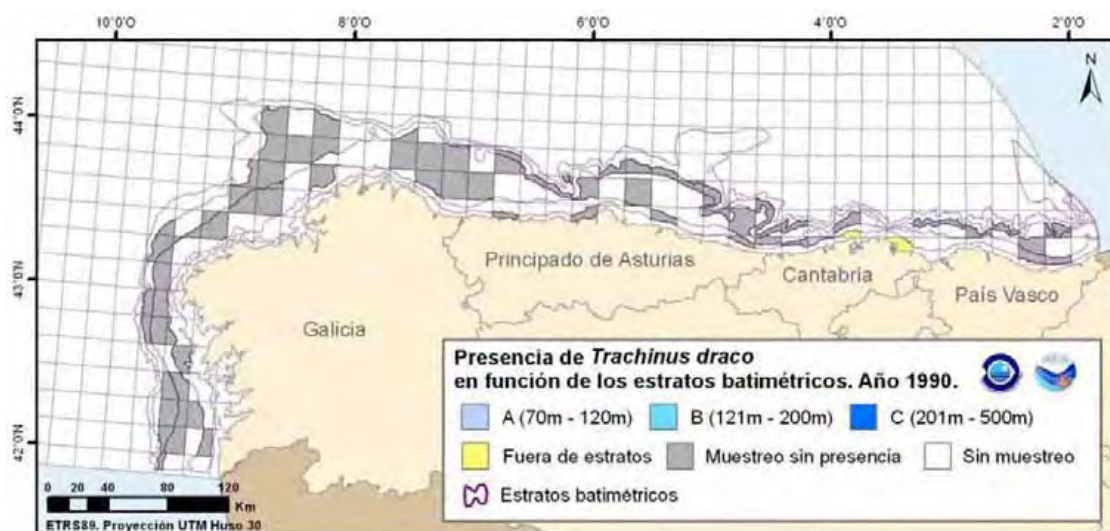 10°0'O 8°0'O 6°0'O 4°0'O 2°0'O
N
44°0'N
43°0'N
42°0'N
Principado de Asturias
Cantabria
País Vasco
Galicia
Presencia de Trachinus draco
en función de los estratos batimétricos. Año 1990.
A (70m - 120m) B (121m - 200m) C (201m - 500m)
Fuera de estratos Muestreo sin presencia Sin muestreo
Estratos batimétricos
0 20 40 80 120
Km
ETRS89. Proyección UTM Huso 30